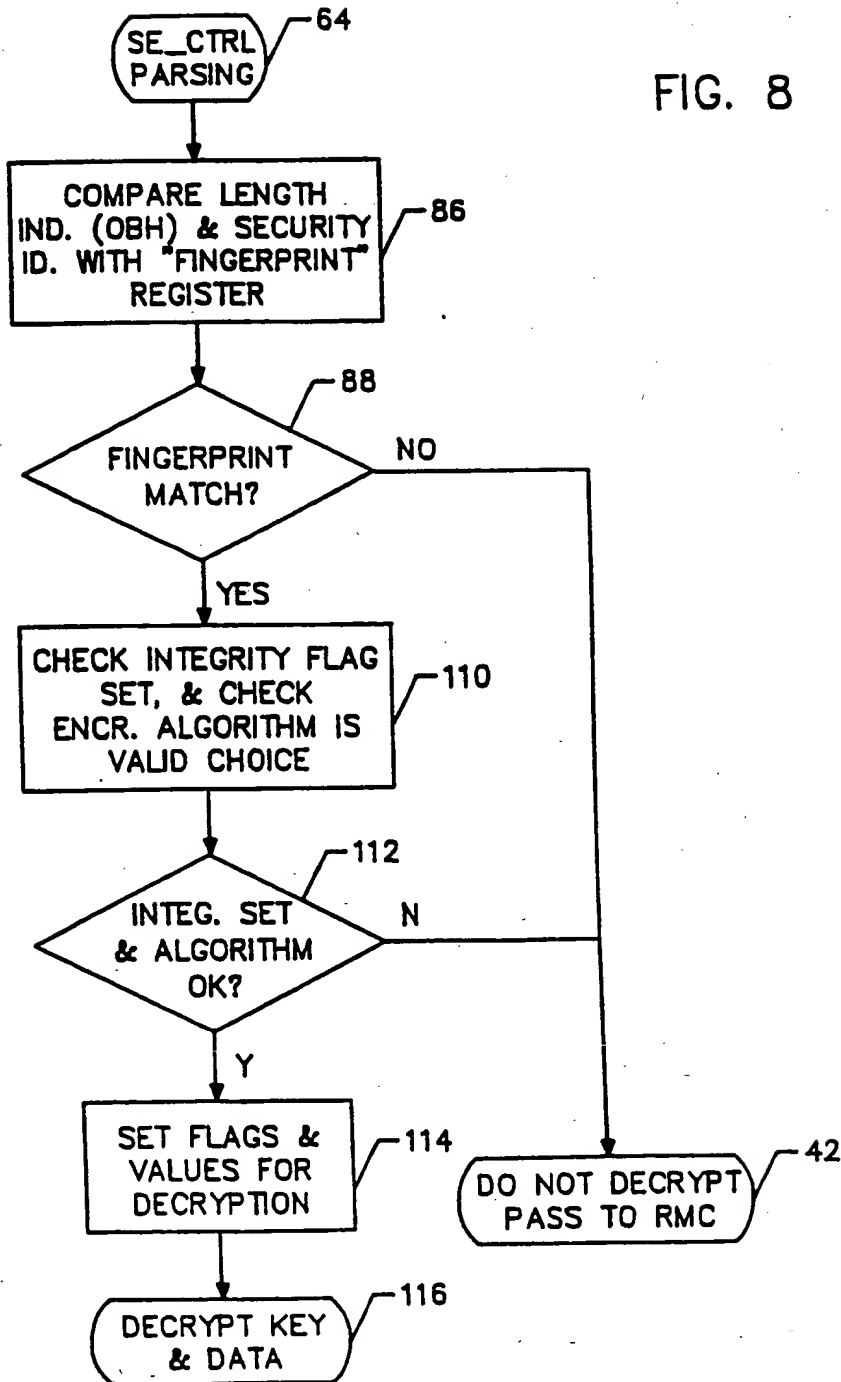 SE_CTRL
PARSING
64
FIG. 8
COMPARE LENGTH
IND. (OBH) & SECURITY
ID. WITH "FINGERPRINT"
REGISTER
86
88
FINGERPRINT
MATCH?
NO
YES
CHECK INTEGRITY FLAG
SET, & CHECK
ENCR. ALGORITHM IS
VALID CHOICE
110
112
INTEG. SET
& ALGORITHM
OK?
N
Y
SET FLAGS &
VALUES FOR
DECRYPTION
114
DO NOT DECRYPT
PASS TO RMC
42
DECRYPT KEY
& DATA
116